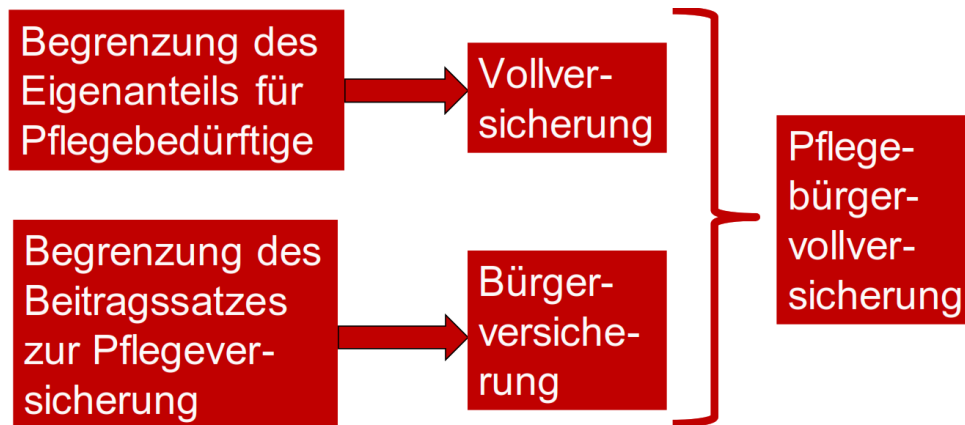 Begrenzung des
Eigenanteils für
Pflegebedürftige
Vollver-
sicherung
Begrenzung des
Beitragssatzes
zur Pflegever-
sicherung
Bürger-
versiche-
rung
Pflege-
bürger-
vollver-
sicherung